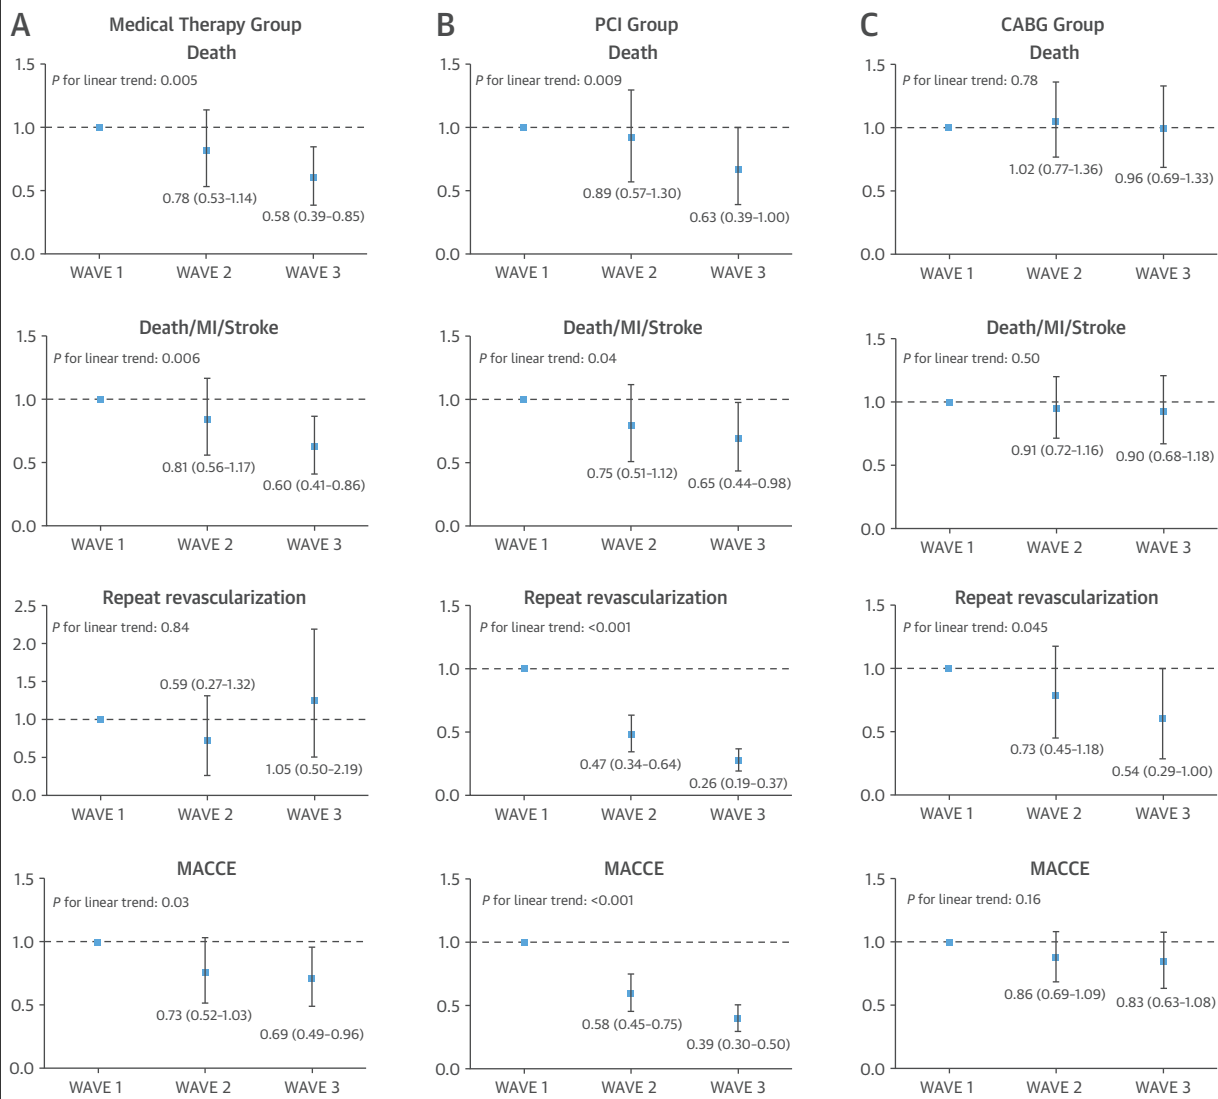 A
Medical Therapy Group
Death
1.5
P for linear trend: 0.005
1.0
0.78 (0.53–1.14)
0.5
0.58 (0.39–0.85)
0.0
WAVE 1 WAVE 2 WAVE 3
Death/MI/Stroke
1.5
P for linear trend: 0.006
1.0
0.81 (0.56–1.17)
0.5
0.60 (0.41–0.86)
0.0
WAVE 1 WAVE 2 WAVE 3
Repeat revascularization
2.5
P for linear trend: 0.84
2.0
1.5
0.59 (0.27–1.32)
1.0
0.5
1.05 (0.50–2.19)
0.0
WAVE 1 WAVE 2 WAVE 3
MACCE
1.5
P for linear trend: 0.03
1.0
0.5
0.73 (0.52–1.03)
0.69 (0.49–0.96)
0.0
WAVE 1 WAVE 2 WAVE 3
B
PCI Group
Death
1.5
P for linear trend: 0.009
1.0
0.5
0.89 (0.57–1.30)
0.63 (0.39–1.00)
0.0
WAVE 1 WAVE 2 WAVE 3
Death/MI/Stroke
1.5
P for linear trend: 0.04
1.0
0.5
0.75 (0.51–1.12)
0.65 (0.44–0.98)
0.0
WAVE 1 WAVE 2 WAVE 3
Repeat revascularization
1.5
P for linear trend: <0.001
1.0
0.5
0.47 (0.34–0.64)
0.26 (0.19–0.37)
0.0
WAVE 1 WAVE 2 WAVE 3
MACCE
1.5
P for linear trend: <0.001
1.0
0.5
0.58 (0.45–0.75)
0.39 (0.30–0.50)
0.0
WAVE 1 WAVE 2 WAVE 3
C
CABG Group
Death
1.5
P for linear trend: 0.78
1.0
1.02 (0.77–1.36)
0.96 (0.69–1.33)
0.5
0.0
WAVE 1 WAVE 2 WAVE 3
Death/MI/Stroke
1.5
P for linear trend: 0.50
1.0
0.91 (0.72–1.16)
0.90 (0.68–1.18)
0.5
0.0
WAVE 1 WAVE 2 WAVE 3
Repeat revascularization
1.5
P for linear trend: 0.045
1.0
0.5
0.73 (0.45–1.18)
0.54 (0.29–1.00)
0.0
WAVE 1 WAVE 2 WAVE 3
MACCE
1.5
P for linear trend: 0.16
1.0
0.86 (0.69–1.09)
0.83 (0.63–1.08)
0.5
0.0
WAVE 1 WAVE 2 WAVE 3